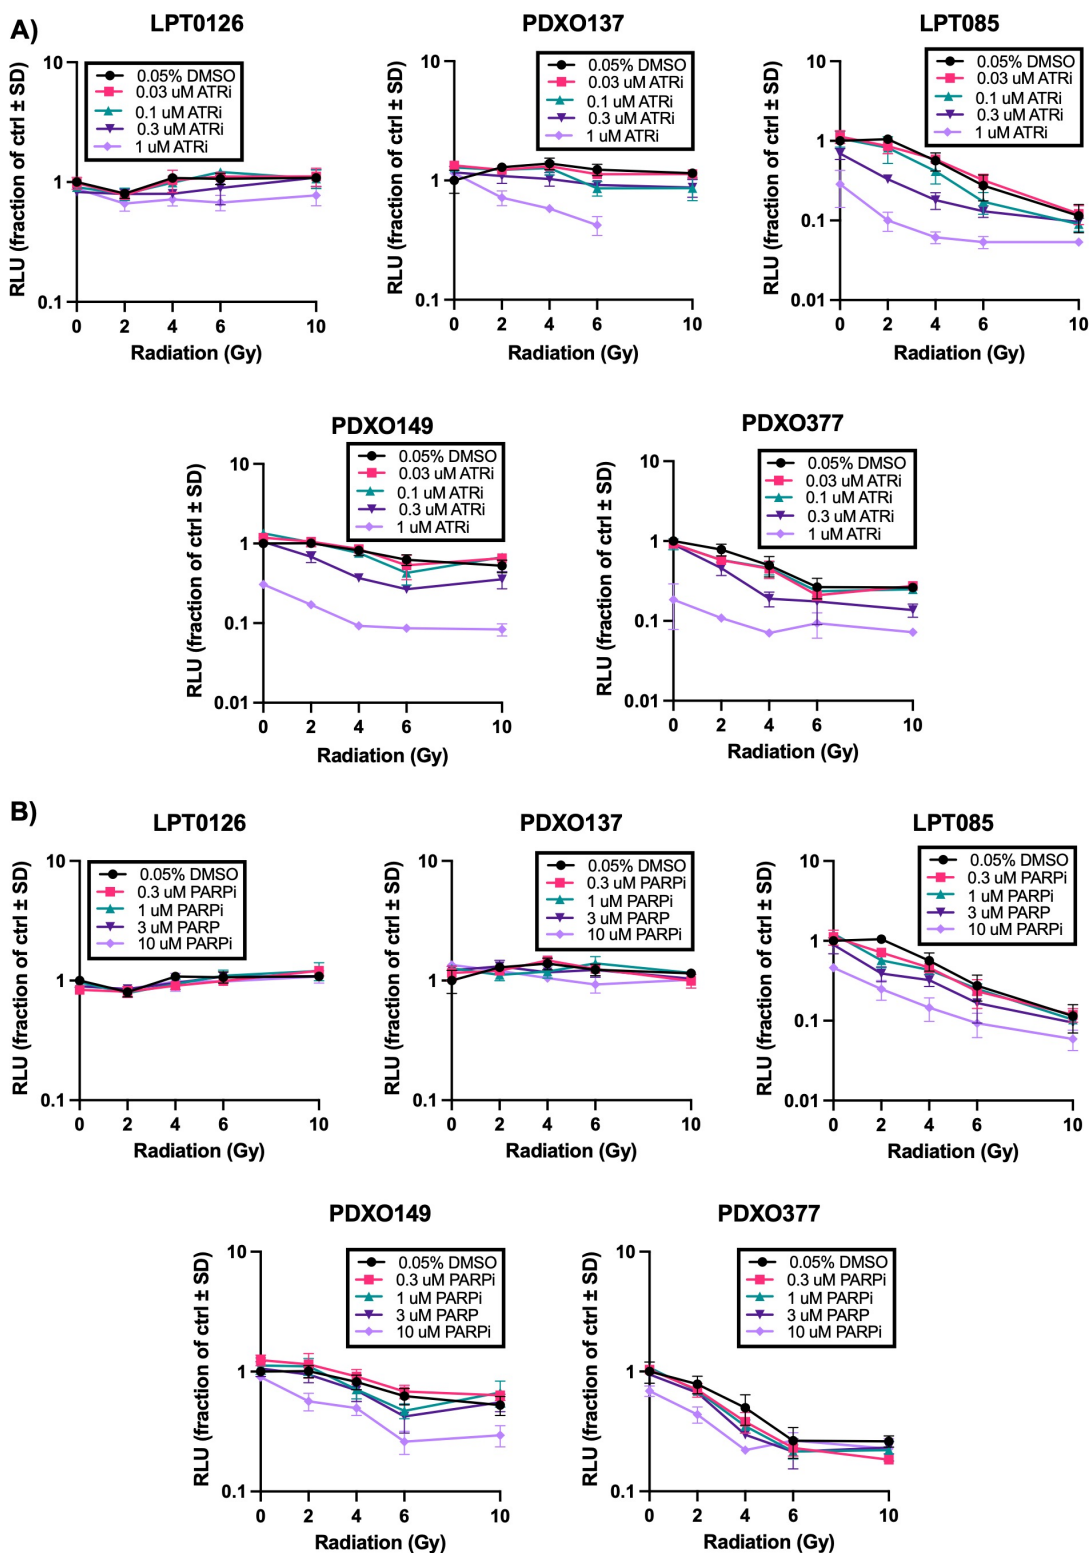 A)
LPT0126
RLU (fraction of ctrl ± SD)
10
1
0.1
0.05% DMSO
0.03 uM ATRi
0.1 uM ATRi
0.3 uM ATRi
1 uM ATRi
0 2 4 6 10
Radiation (Gy)
PDXO137
RLU (fraction of ctrl ± SD)
10
1
0.1
0.05% DMSO
0.03 uM ATRi
0.1 uM ATRi
0.3 uM ATRi
1 uM ATRi
0 2 4 6 10
Radiation (Gy)
LPT085
RLU (fraction of ctrl ± SD)
10
1
0.1
0.01
0.05% DMSO
0.03 uM ATRi
0.1 uM ATRi
0.3 uM ATRi
1 uM ATRi
0 2 4 6 10
Radiation (Gy)
PDXO149
RLU (fraction of ctrl ± SD)
10
1
0.1
0.01
0.05% DMSO
0.03 uM ATRi
0.1 uM ATRi
0.3 uM ATRi
1 uM ATRi
0 2 4 6 10
Radiation (Gy)
PDXO377
RLU (fraction of ctrl ± SD)
10
1
0.1
0.01
0.05% DMSO
0.03 uM ATRi
0.1 uM ATRi
0.3 uM ATRi
1 uM ATRi
0 2 4 6 10
Radiation (Gy)
B)
LPT0126
RLU (fraction of ctrl ± SD)
10
1
0.1
0.05% DMSO
0.3 uM PARPi
1 uM PARPi
3 uM PARP
10 uM PARPi
0 2 4 6 10
Radiation (Gy)
PDXO137
RLU (fraction of ctrl ± SD)
10
1
0.1
0.05% DMSO
0.3 uM PARPi
1 uM PARPi
3 uM PARP
10 uM PARPi
0 2 4 6 10
Radiation (Gy)
LPT085
RLU (fraction of ctrl ± SD)
10
1
0.1
0.01
0.05% DMSO
0.3 uM PARPi
1 uM PARPi
3 uM PARP
10 uM PARPi
0 2 4 6 10
Radiation (Gy)
PDXO149
RLU (fraction of ctrl ± SD)
10
1
0.1
0.05% DMSO
0.3 uM PARPi
1 uM PARPi
3 uM PARP
10 uM PARPi
0 2 4 6 10
Radiation (Gy)
PDXO377
RLU (fraction of ctrl ± SD)
10
1
0.1
0.05% DMSO
0.3 uM PARPi
1 uM PARPi
3 uM PARP
10 uM PARPi
0 2 4 6 10
Radiation (Gy)